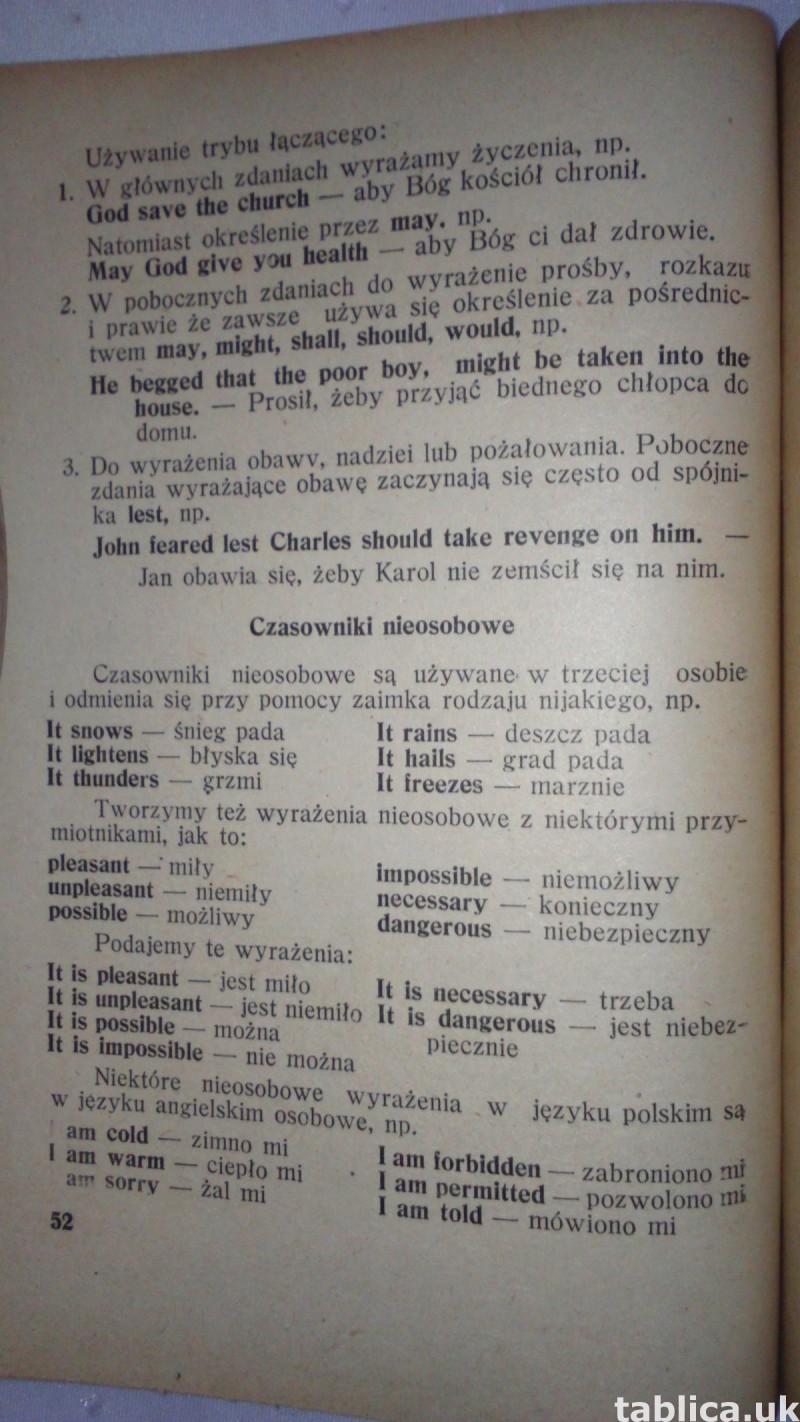 Używanie trybu łączącego:
1. W głównych zdaniach wyrażamy życzenia, np.
God save the church — aby Bóg kościół chronił.
Natomiast określenie przez may. np.
May God give you health — aby Bóg ci dał zdrowie.
2. W pobocznych zdaniach do wyrażenie prośby, rozkazu
i prawie że zawsze używa się określenie za pośrednic-
twem may, might, shall, should, would, np.
He begged that the poor boy, might be taken into the
house. — Prosił, żeby przyjąć biednego chłopca do
domu.
3. Do wyrażenia obawy, nadziei lub pożałowania. Poboczne
zdania wyrażające obawę zaczynają się często od spójni-
ka lest, np.
John feared lest Charles should take revenge on him. —
Jan obawia się, żeby Karol nie zemścił się na nim.
Czasowniki nieosobowe
Czasowniki nieosobowe są używane w trzeciej osobie
i odmienia się przy pomocy zaimka rodzaju nijakiego, np.
It snows — śnieg pada
It lightens — błyska się
It thunders — grzmi
It rains — deszcz pada
It hails — grad pada
It freezes — marznie
Tworzymy też wyrażenia nieosobowe z niektórymi przy-
miotnikami, jak to:
pleasant — miły
unpleasant — niemiły
possible — możliwy
impossible — niemożliwy
necessary — konieczny
dangerous — niebezpieczny
Podajemy te wyrażenia:
It is pleasant — jest miło
It is unpleasant — jest niemiło
It is possible — można
It is impossible — nie można
It is necessary — trzeba
It is dangerous — jest niebez-
piecznie
Niektóre nieosobowe wyrażenia w języku polskim są
w języku angielskim osobowe, np.
am cold — zimno mi
I am warm — ciepło mi
am sorry — żal mi
I am forbidden — zabroniono mi
I am permitted — pozwolono mi
I am told — mówiono mi
52
tablica.uk